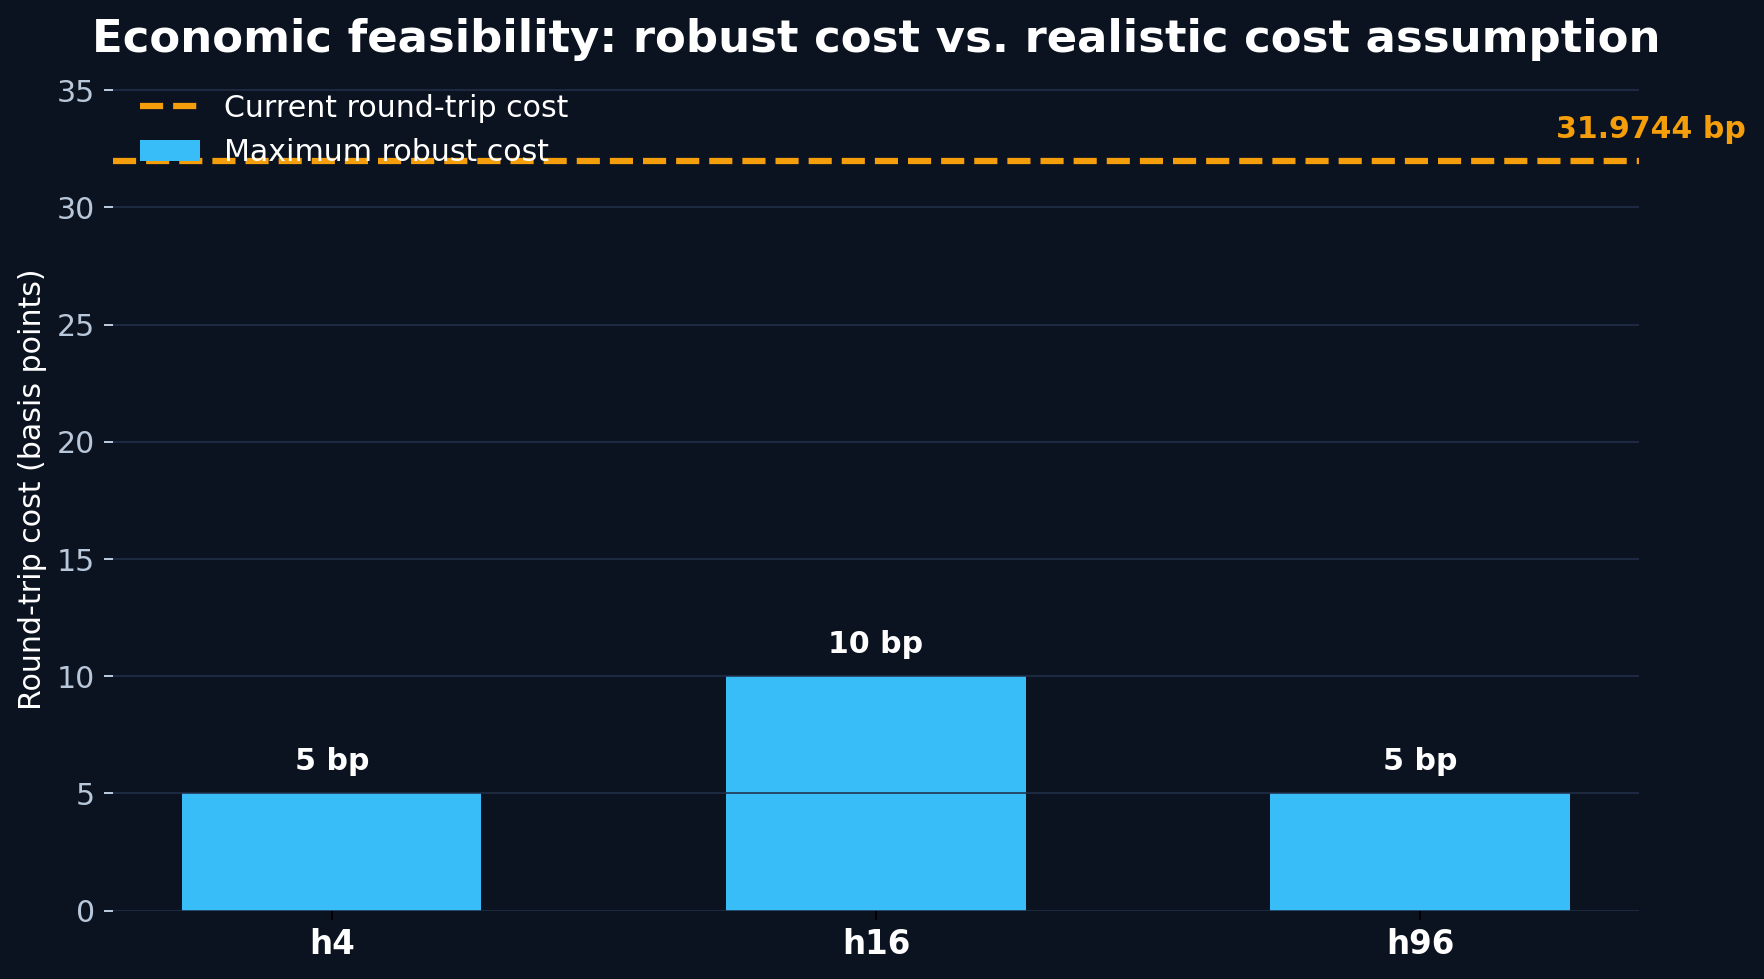 Economic feasibility: robust cost vs. realistic cost assumption
Round-trip cost (basis points)
35
30
25
20
15
10
5
0
Current round-trip cost
Maximum robust cost
31.9744 bp
5 bp
10 bp
5 bp
h4
h16
h96